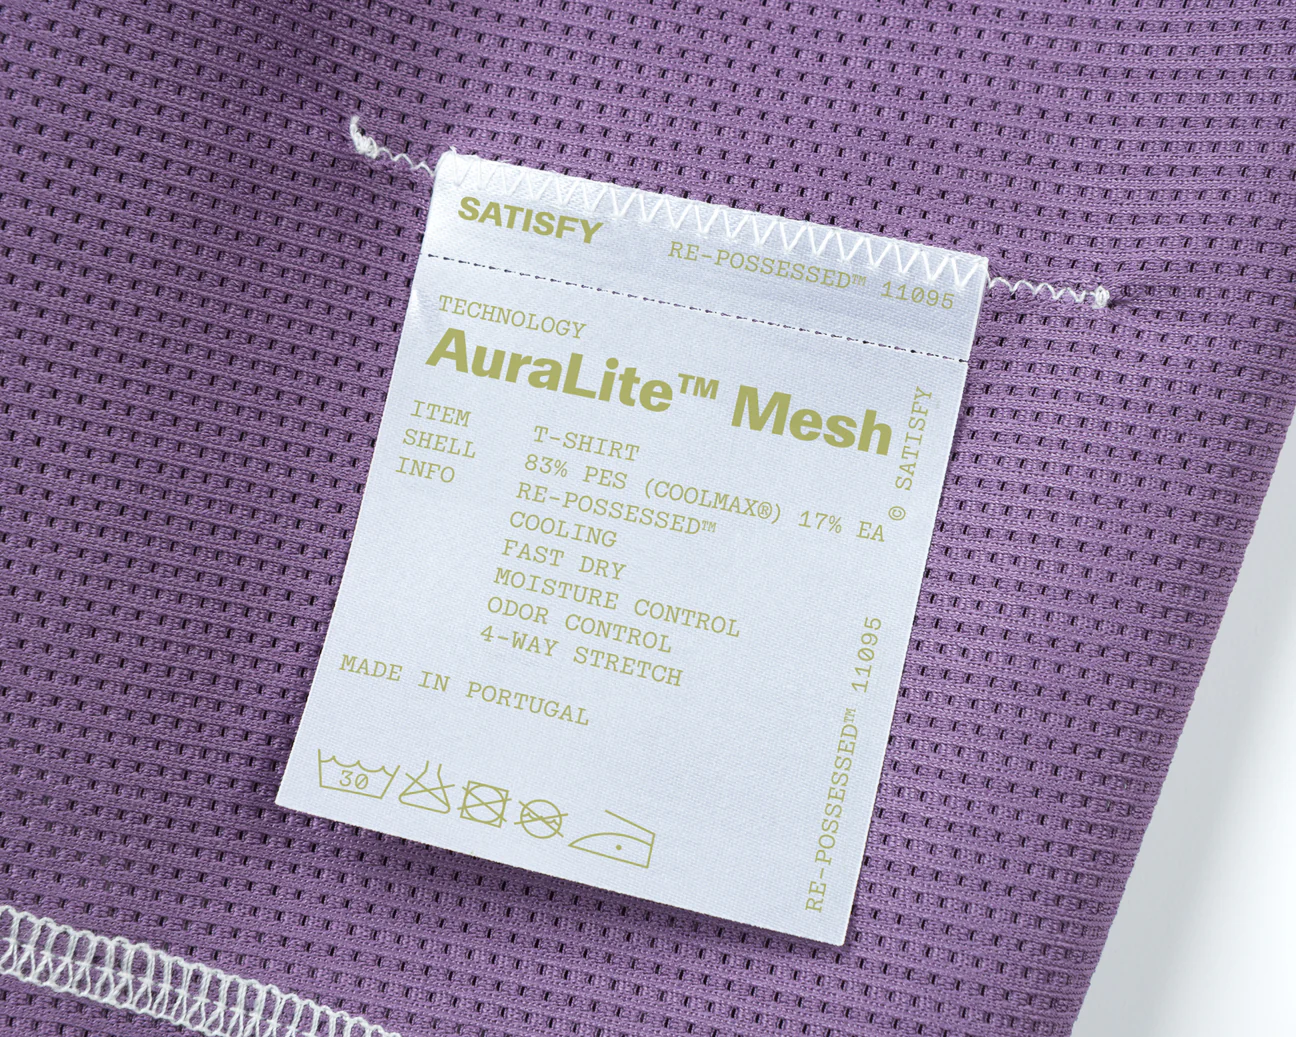 SATISFY
RE-POSSESSED™ 11095
TECHNOLOGY
AuraLite™ Mesh
ITEM T-SHIRT
SHELL 83% PES (COOLMAX®) 17% EA
INFO RE-POSSESSED™
COOLING
FAST DRY
MOISTURE CONTROL
ODOR CONTROL
4-WAY STRETCH
MADE IN PORTUGAL
30
RE-POSSESSED™ 11095 © SATISFY